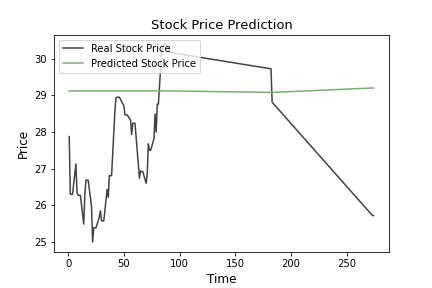 Stock Price Prediction
Real Stock Price
Predicted Stock Price
Price
30
29
28
27
26
25
0 50 100 150 200 250
Time